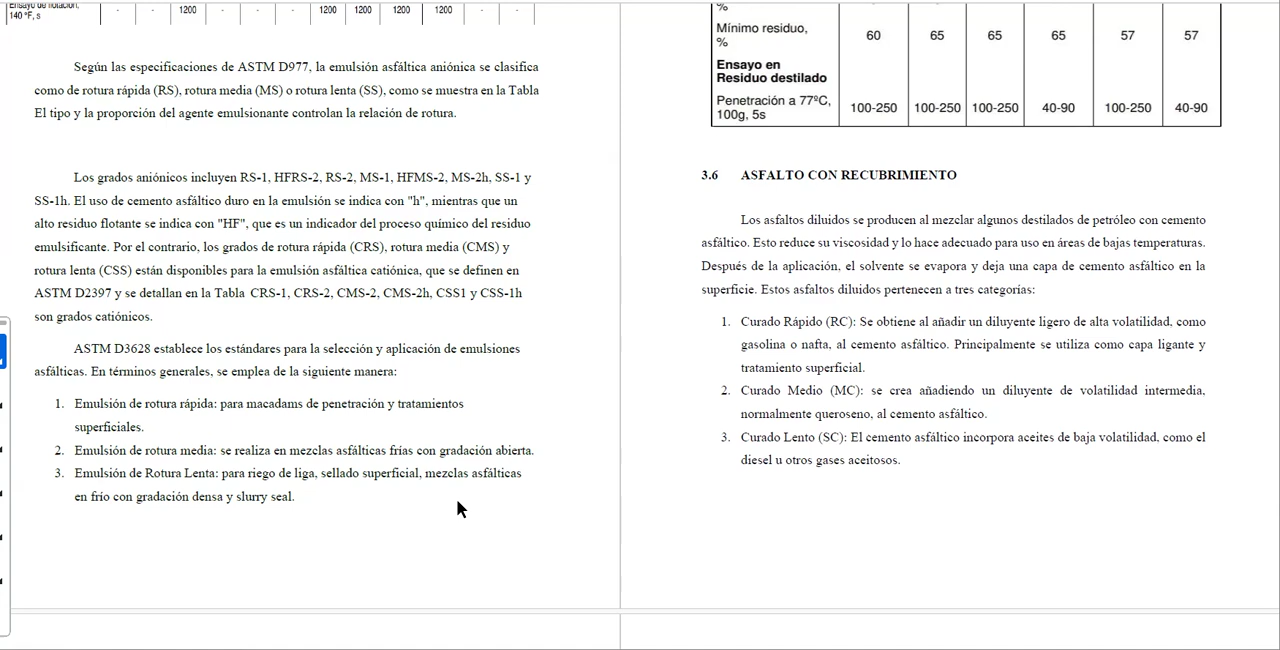 Ensayo de flotación,
140 °F, s - - 1200 - - - 1200 1200 1200 1200 - -
Según las especificaciones de ASTM D977, la emulsión asfáltica aniónica se clasifica
como de rotura rápida (RS), rotura media (MS) o rotura lenta (SS), como se muestra en la Tabla
El tipo y la proporción del agente emulsionante controlan la relación de rotura.
Los grados aniónicos incluyen RS-1, HFRS-2, RS-2, MS-1, HFMS-2, MS-2h, SS-1 y
SS-1h. El uso de cemento asfáltico duro en la emulsión se indica con "h", mientras que un
alto residuo flotante se indica con "HF", que es un indicador del proceso químico del residuo
emulsificante. Por el contrario, los grados de rotura rápida (CRS), rotura media (CMS) y
rotura lenta (CSS) están disponibles para la emulsión asfáltica catiónica, que se definen en
ASTM D2397 y se detallan en la Tabla CRS-1, CRS-2, CMS-2, CMS-2h, CSS1 y CSS-1h
son grados catiónicos.
ASTM D3628 establece los estándares para la selección y aplicación de emulsiones
asfálticas. En términos generales, se emplea de la siguiente manera:
1. Emulsión de rotura rápida: para macadams de penetración y tratamientos
superficiales.
2. Emulsión de rotura media: se realiza en mezclas asfálticas frías con gradación abierta.
3. Emulsión de Rotura Lenta: para riego de liga, sellado superficial, mezclas asfálticas
en frío con gradación densa y slurry seal.
%
Mínimo residuo,
% 60 65 65 65 57 57
Ensayo en
Residuo destilado
Penetración a 77ºC,
100g, 5s 100-250 100-250 100-250 40-90 100-250 40-90
3.6 ASFALTO CON RECUBRIMIENTO
Los asfaltos diluidos se producen al mezclar algunos destilados de petróleo con cemento
asfáltico. Esto reduce su viscosidad y lo hace adecuado para uso en áreas de bajas temperaturas.
Después de la aplicación, el solvente se evapora y deja una capa de cemento asfáltico en la
superficie. Estos asfaltos diluidos pertenecen a tres categorías:
1. Curado Rápido (RC): Se obtiene al añadir un diluyente ligero de alta volatilidad, como
gasolina o nafta, al cemento asfáltico. Principalmente se utiliza como capa ligante y
tratamiento superficial.
2. Curado Medio (MC): se crea añadiendo un diluyente de volatilidad intermedia,
normalmente queroseno, al cemento asfáltico.
3. Curado Lento (SC): El cemento asfáltico incorpora aceites de baja volatilidad, como el
diesel u otros gases aceitosos.